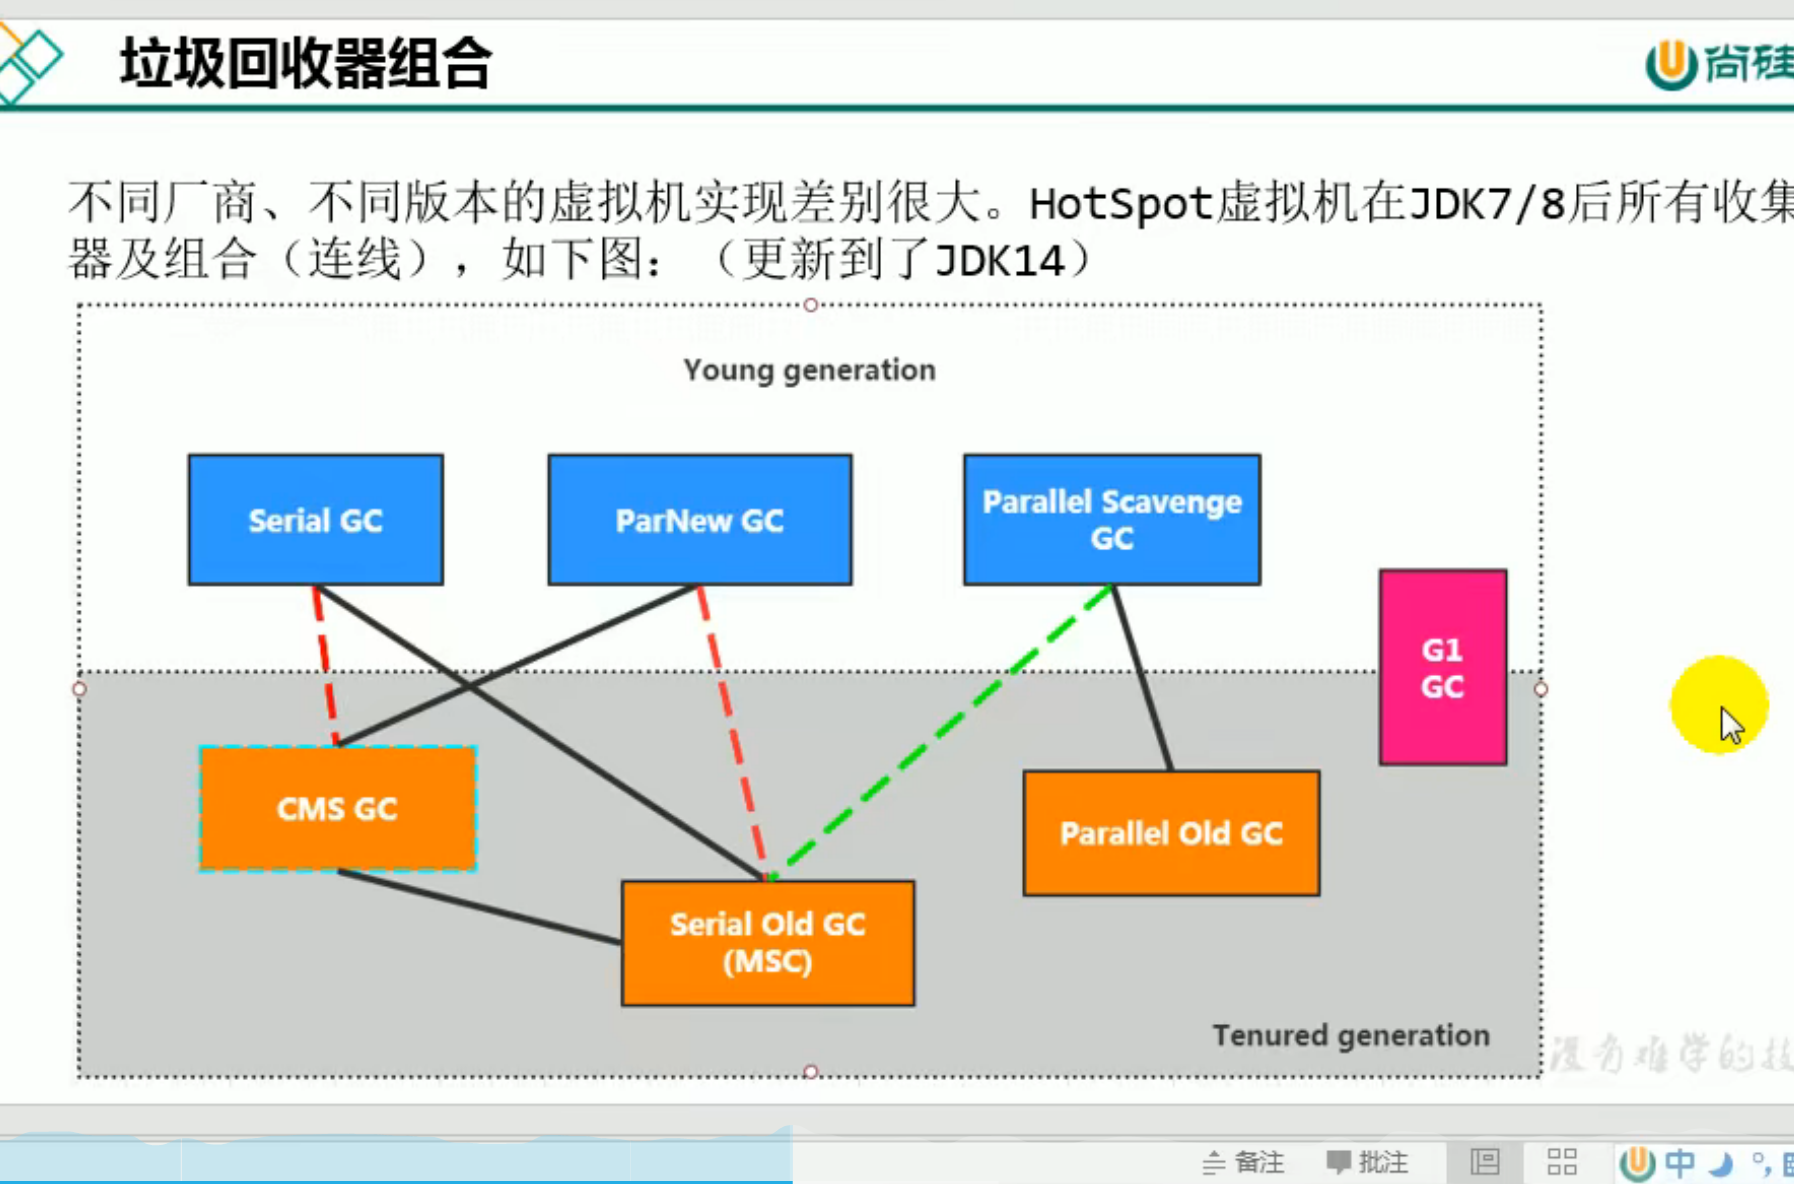 垃圾回收器组合
尚硅
不同厂商、不同版本的虚拟机实现差别很大。HotSpot虚拟机在JDK7/8后所有收集
器及组合（连线），如下图：（更新到了JDK14）
Young generation
Serial GC
ParNew GC
Parallel Scavenge
GC
G1
GC
CMS GC
Parallel Old GC
Serial Old GC
(MSC)
Tenured generation
没有难学的技
备注
批注
中